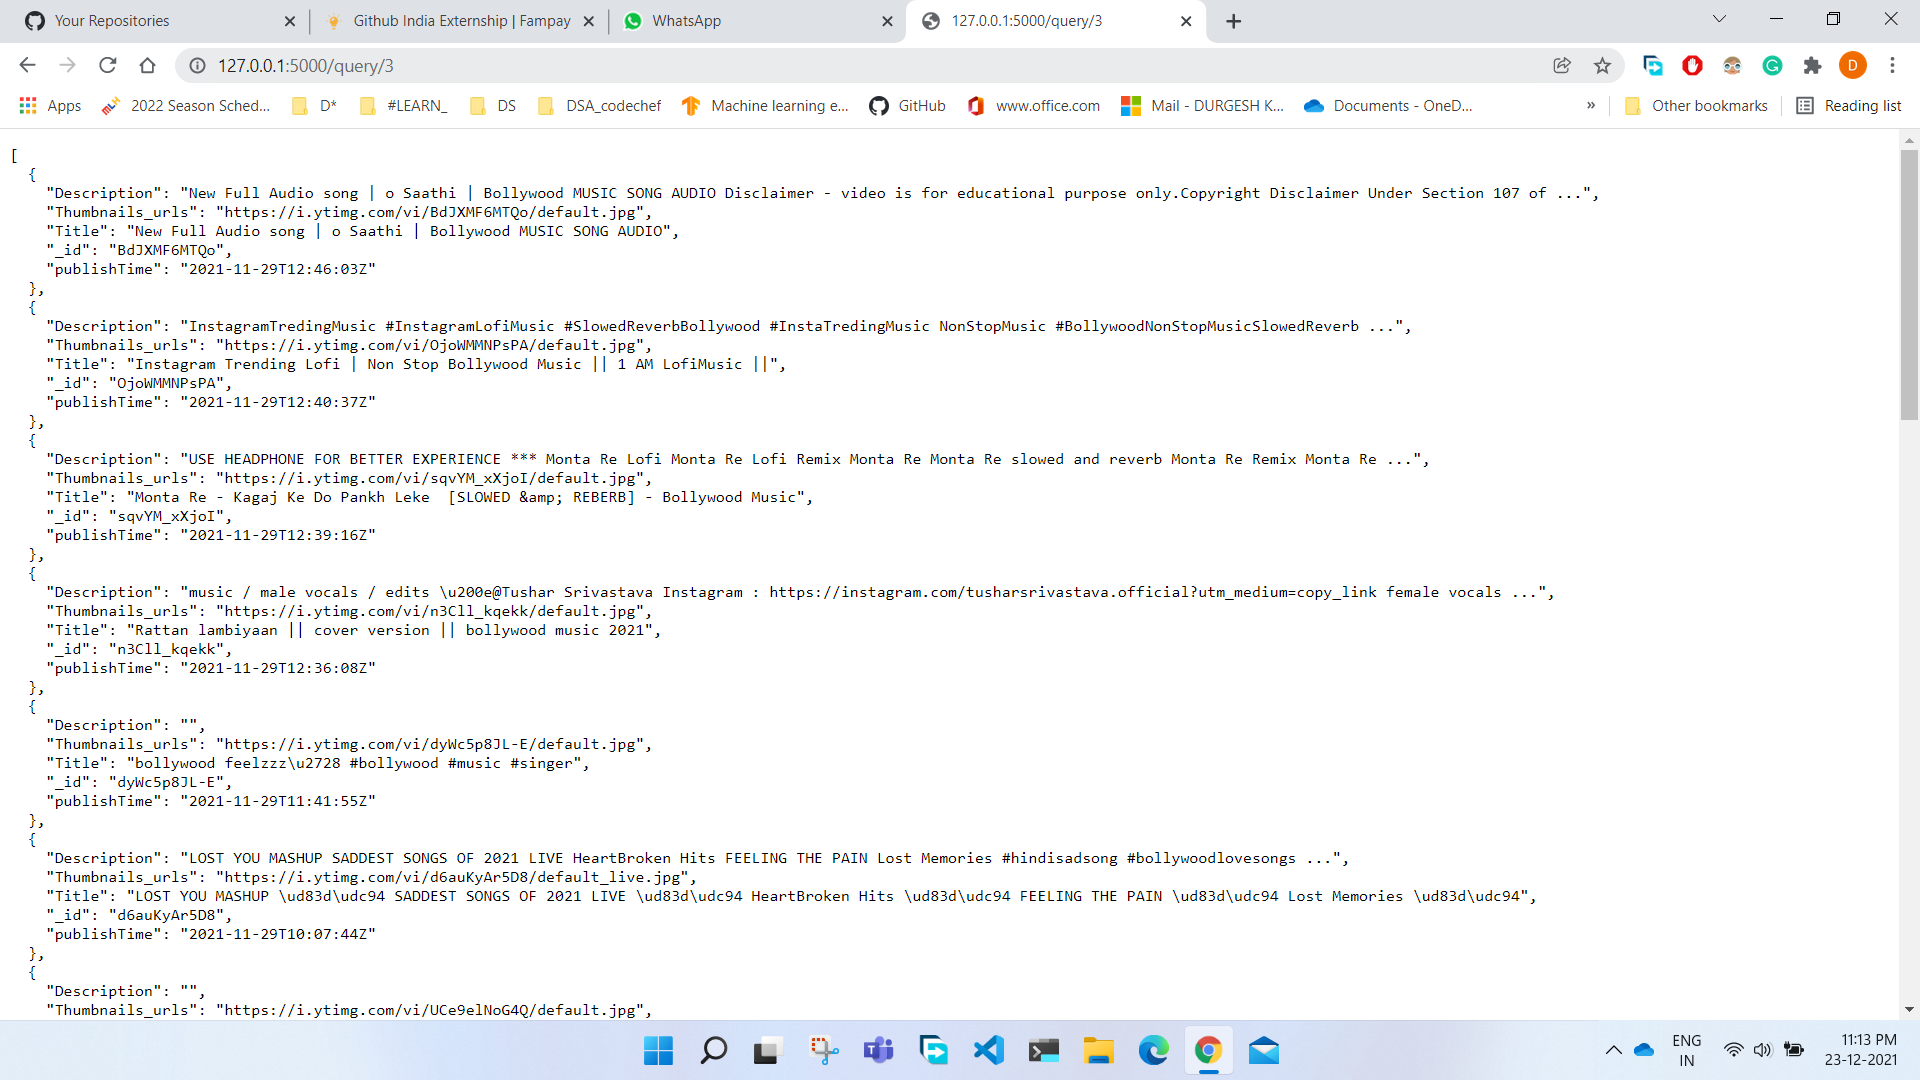 Your Repositories
Github India Externship | Fampay
WhatsApp
127.0.0.1:5000/query/3
127.0.0.1:5000/query/3
D
Apps
2022 Season Sched...
D*
#LEARN_
DS
DSA_codechef
Machine learning e...
GitHub
www.office.com
Mail - DURGESH K...
Documents - OneD...
»
Other bookmarks
Reading list
[
{
"Description": "New Full Audio song | o Saathi | Bollywood MUSIC SONG AUDIO Disclaimer - video is for educational purpose only.Copyright Disclaimer Under Section 107 of ...",
"Thumbnails_urls": "https://i.ytimg.com/vi/BdJXMF6MTQo/default.jpg",
"Title": "New Full Audio song | o Saathi | Bollywood MUSIC SONG AUDIO",
"_id": "BdJXMF6MTQo",
"publishTime": "2021-11-29T12:46:03Z"
},
{
"Description": "InstagramTredingMusic #InstagramLofiMusic #SlowedReverbBollywood #InstaTredingMusic NonStopMusic #BollywoodNonStopMusicSlowedReverb ...",
"Thumbnails_urls": "https://i.ytimg.com/vi/OjoWMMNPsPA/default.jpg",
"Title": "Instagram Trending Lofi | Non Stop Bollywood Music || 1 AM LofiMusic ||",
"_id": "OjoWMMNPsPA",
"publishTime": "2021-11-29T12:40:37Z"
},
{
"Description": "USE HEADPHONE FOR BETTER EXPERIENCE *** Monta Re Lofi Monta Re Lofi Remix Monta Re Monta Re slowed and reverb Monta Re Remix Monta Re ...",
"Thumbnails_urls": "https://i.ytimg.com/vi/sqvYM_xXjoI/default.jpg",
"Title": "Monta Re - Kagaj Ke Do Pankh Leke  [SLOWED &amp; REBERB] - Bollywood Music",
"_id": "sqvYM_xXjoI",
"publishTime": "2021-11-29T12:39:16Z"
},
{
"Description": "music / male vocals / edits \u200e@Tushar Srivastava Instagram : https://instagram.com/tusharsrivastava.official?utm_medium=copy_link female vocals ...",
"Thumbnails_urls": "https://i.ytimg.com/vi/n3Cll_kqekk/default.jpg",
"Title": "Rattan lambiyaan || cover version || bollywood music 2021",
"_id": "n3Cll_kqekk",
"publishTime": "2021-11-29T12:36:08Z"
},
{
"Description": "",
"Thumbnails_urls": "https://i.ytimg.com/vi/dyWc5p8JL-E/default.jpg",
"Title": "bollywood feelzzz\u2728 #bollywood #music #singer",
"_id": "dyWc5p8JL-E",
"publishTime": "2021-11-29T11:41:55Z"
},
{
"Description": "LOST YOU MASHUP SADDEST SONGS OF 2021 LIVE HeartBroken Hits FEELING THE PAIN Lost Memories #hindisadsong #bollywoodlovesongs ...",
"Thumbnails_urls": "https://i.ytimg.com/vi/d6auKyAr5D8/default_live.jpg",
"Title": "LOST YOU MASHUP \ud83d\udc94 SADDEST SONGS OF 2021 LIVE \ud83d\udc94 HeartBroken Hits \ud83d\udc94 FEELING THE PAIN \ud83d\udc94 Lost Memories \ud83d\udc94",
"_id": "d6auKyAr5D8",
"publishTime": "2021-11-29T10:07:44Z"
},
{
"Description": "",
"Thumbnails_urls": "https://i.ytimg.com/vi/UCe9elNoG4Q/default.jpg",
ENG
IN
11:13 PM
23-12-2021